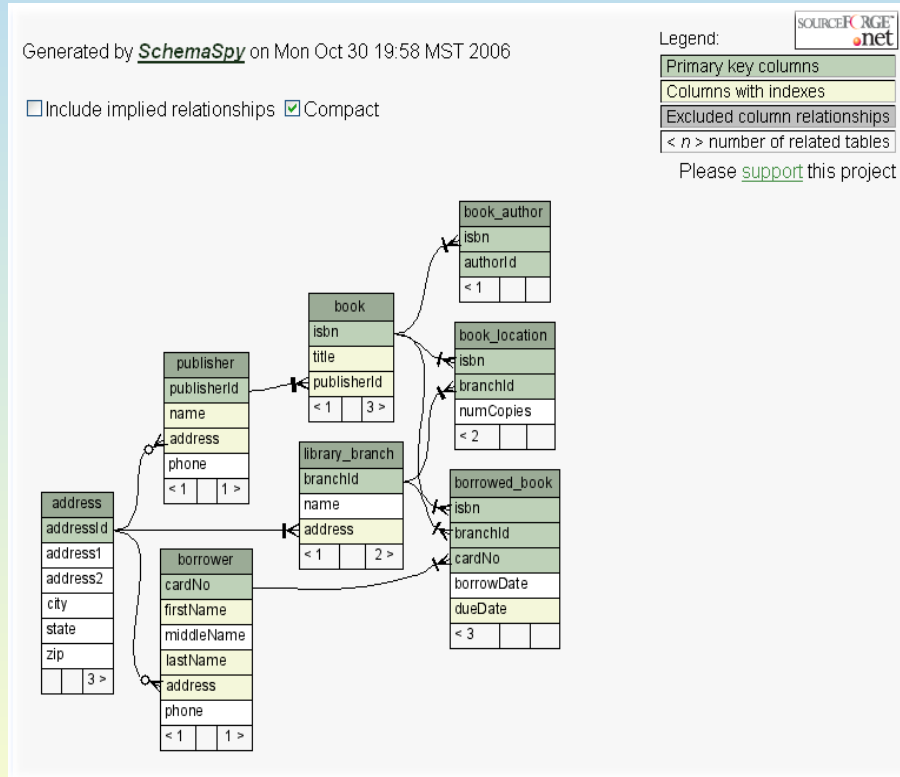 Generated by SchemaSpy on Mon Oct 30 19:58 MST 2006
Include implied relationships Compact
SOURCEFORGE™
.net
Legend:
Primary key columns
Columns with indexes
Excluded column relationships
< n > number of related tables
Please support this project
address
addressId
address1
address2
city
state
zip
3 >
publisher
publisherId
name
address
phone
< 1 1 >
borrower
cardNo
firstName
middleName
lastName
address
phone
< 1 1 >
book
isbn
title
publisherId
< 1 3 >
library_branch
branchId
name
address
< 1 2 >
book_author
isbn
authorId
< 1
book_location
isbn
branchId
numCopies
< 2
borrowed_book
isbn
branchId
cardNo
borrowDate
dueDate
< 3